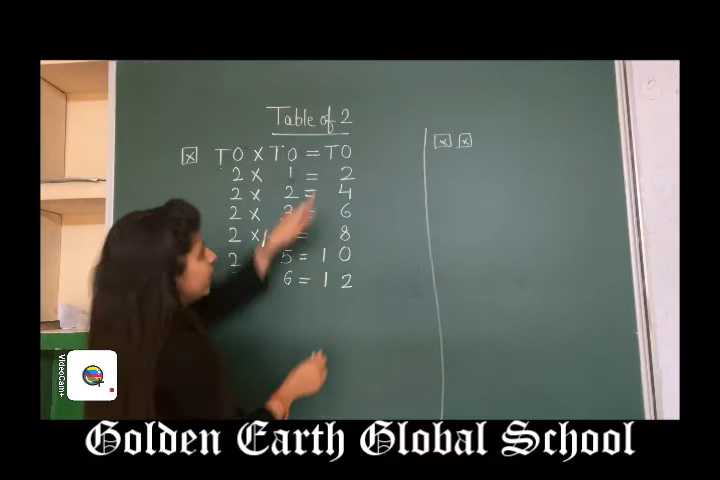 Table of 2
x TO x TO = TO
x x
2 x 1 = 2
2 x 2 = 4
2 x = 6
2 x = 8
2 5 = 1 0
6 = 1 2
VideoCam+
Golden Earth Global School